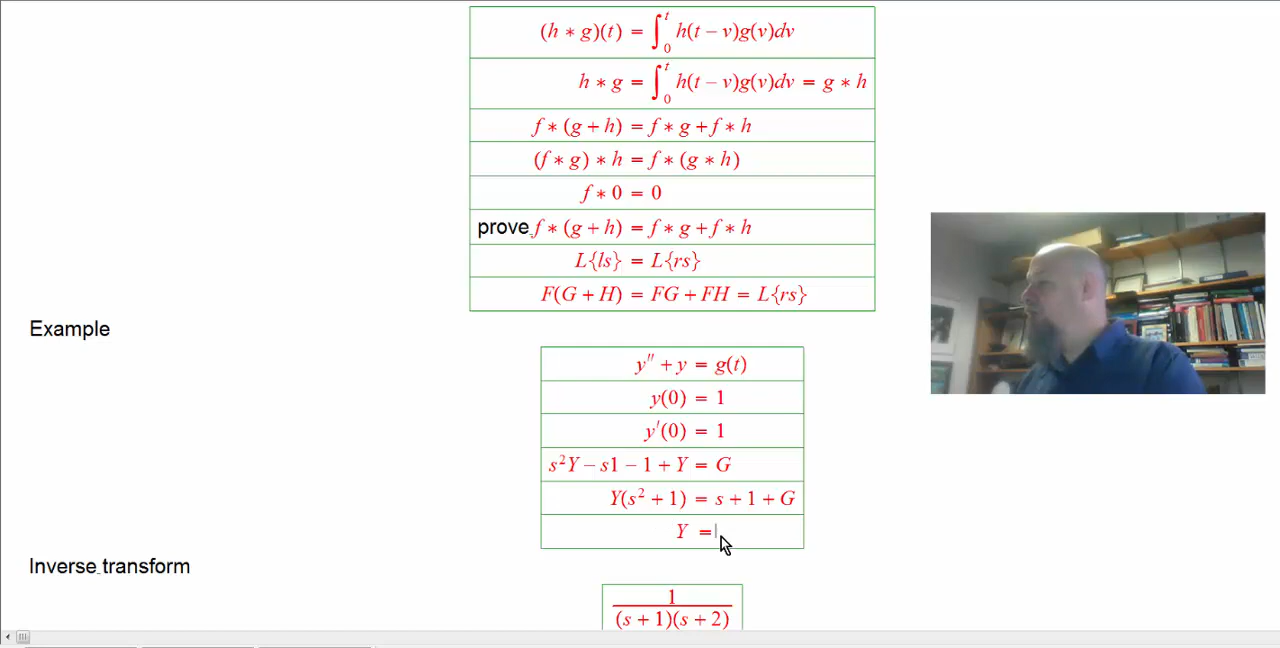 (h ∗ g)(t) = ∫₀ᵗ h(t − v)g(v)dv
h ∗ g = ∫₀ᵗ h(t − v)g(v)dv = g ∗ h
f ∗ (g + h) = f ∗ g + f ∗ h
(f ∗ g) ∗ h = f ∗ (g ∗ h)
f ∗ 0 = 0
prove f ∗ (g + h) = f ∗ g + f ∗ h
L{ls} = L{rs}
F(G + H) = FG + FH = L{rs}
Example
y″ + y = g(t)
y(0) = 1
y′(0) = 1
s²Y − s1 − 1 + Y = G
Y(s² + 1) = s + 1 + G
Y =
Inverse transform
1
(s + 1)(s + 2)